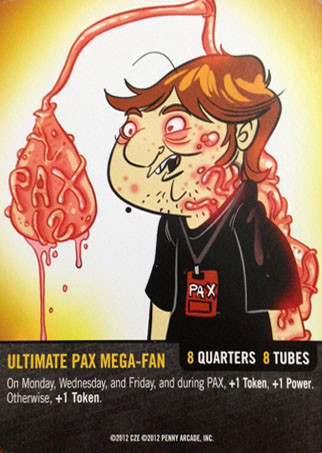 PAX
PAX
ULTIMATE PAX MEGA-FAN
8 QUARTERS 8 TUBES
On Monday, Wednesday, and Friday, and during PAX, +1 Token, +1 Power.
Otherwise, +1 Token.
©2012 CZE ©2012 PENNY ARCADE, INC.